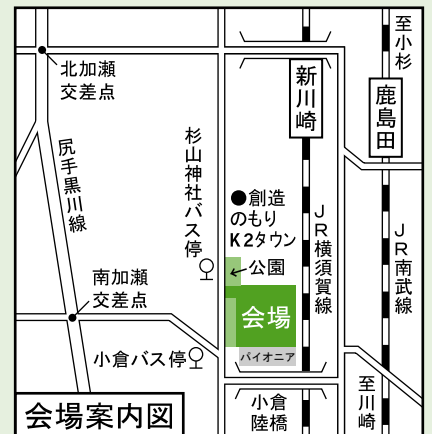 至小杉
北加瀬
交差点
新川崎
鹿島田
尻手黒川線
杉山神社バス停
●創造
のもり
K2タウン
←公園
JR横須賀線
JR南武線
南加瀬
交差点
会場
小倉バス停
パイオニア
至川崎
小倉
陸橋
会場案内図